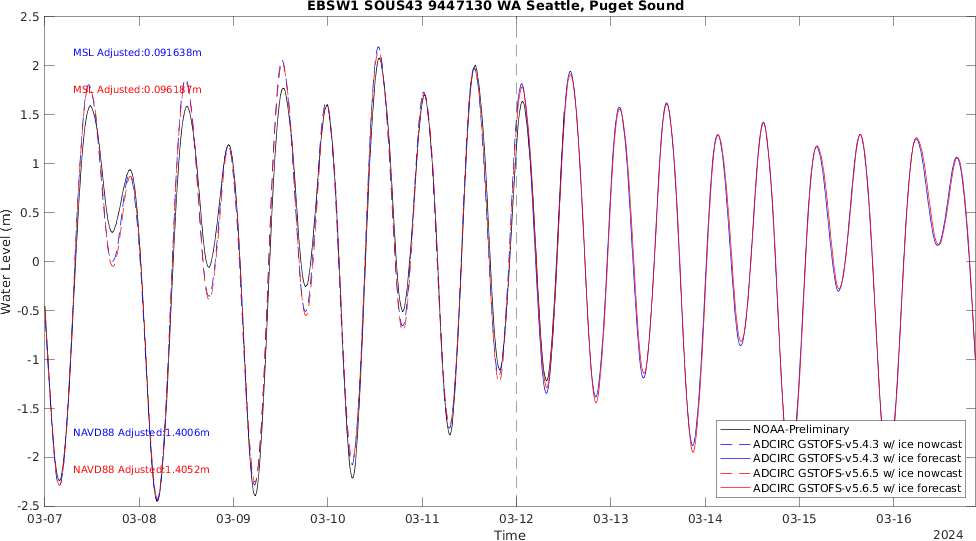 EBSW1 SOUS43 9447130 WA Seattle, Puget Sound
2.5
2
1.5
1
0.5
0
-0.5
-1
-1.5
-2
-2.5
Water Level (m)
MSL Adjusted:0.091638m
MSL Adjusted:0.096187m
NAVD88 Adjusted:1.4006m
NAVD88 Adjusted:1.4052m
NOAA-Preliminary
ADCIRC GSTOFS-v5.4.3 w/ ice nowcast
ADCIRC GSTOFS-v5.4.3 w/ ice forecast
ADCIRC GSTOFS-v5.6.5 w/ ice nowcast
ADCIRC GSTOFS-v5.6.5 w/ ice forecast
03-07 03-08 03-09 03-10 03-11 03-12 03-13 03-14 03-15 03-16
Time
2024